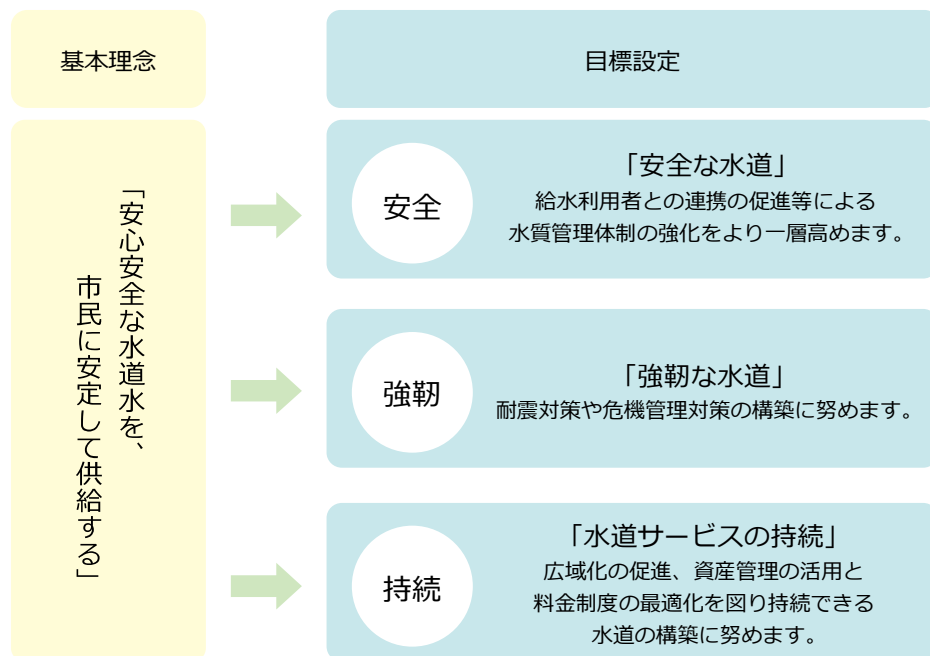 基本理念
目標設定
「安心安全な水道水を、
市民に安定して供給する」
安全
「安全な水道」
給水利用者との連携の促進等による
水質管理体制の強化をより一層高めます。
強靭
「強靭な水道」
耐震対策や危機管理対策の構築に努めます。
持続
「水道サービスの持続」
広域化の促進、資産管理の活用と
料金制度の最適化を図り持続できる
水道の構築に努めます。